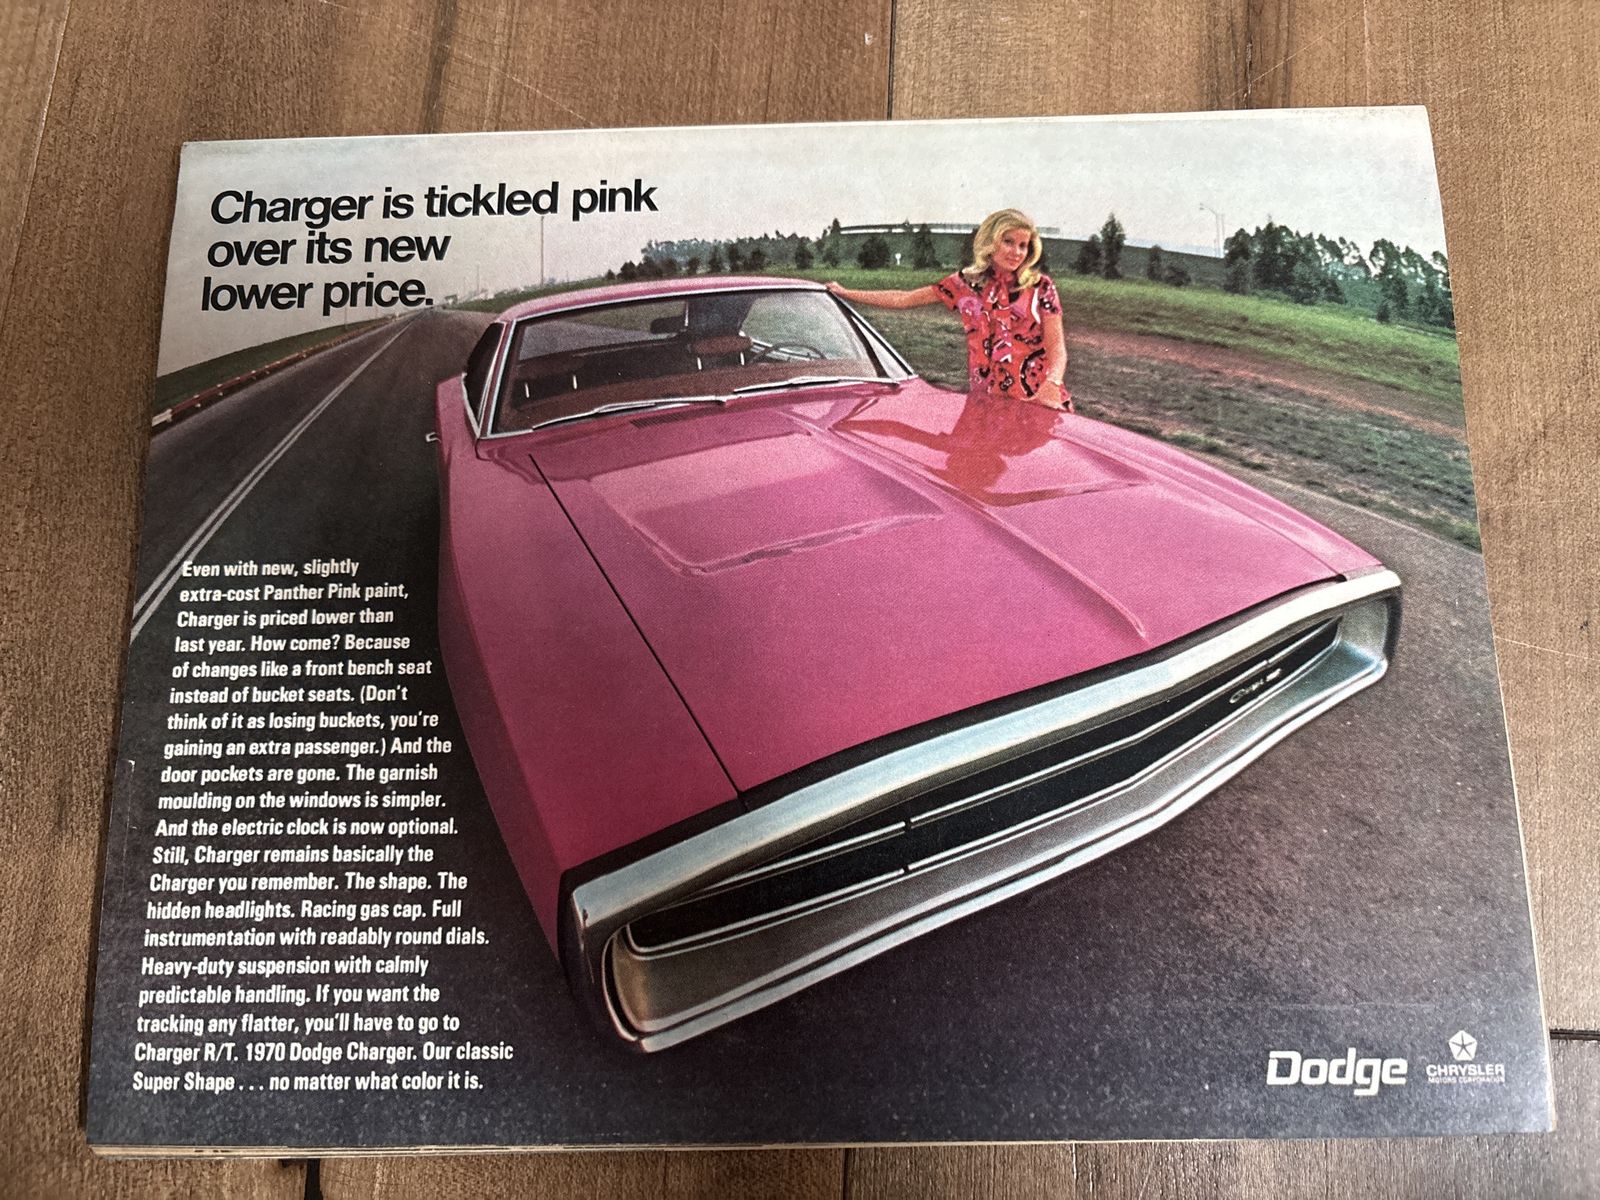 Charger is tickled pink
over its new
lower price.
Even with new, slightly
extra-cost Panther Pink paint,
Charger is priced lower than
last year. How come? Because
of changes like a front bench seat
instead of bucket seats. (Don't
think of it as losing buckets, you're
gaining an extra passenger.) And the
door pockets are gone. The garnish
moulding on the windows is simpler.
And the electric clock is now optional.
Still, Charger remains basically the
Charger you remember. The shape. The
hidden headlights. Racing gas cap. Full
instrumentation with readably round dials.
Heavy-duty suspension with calmly
predictable handling. If you want the
tracking any flatter, you'll have to go to
Charger R/T. 1970 Dodge Charger. Our classic
Super Shape . . . no matter what color it is.
Dodge
CHRYSLER
MOTORS CORPORATION